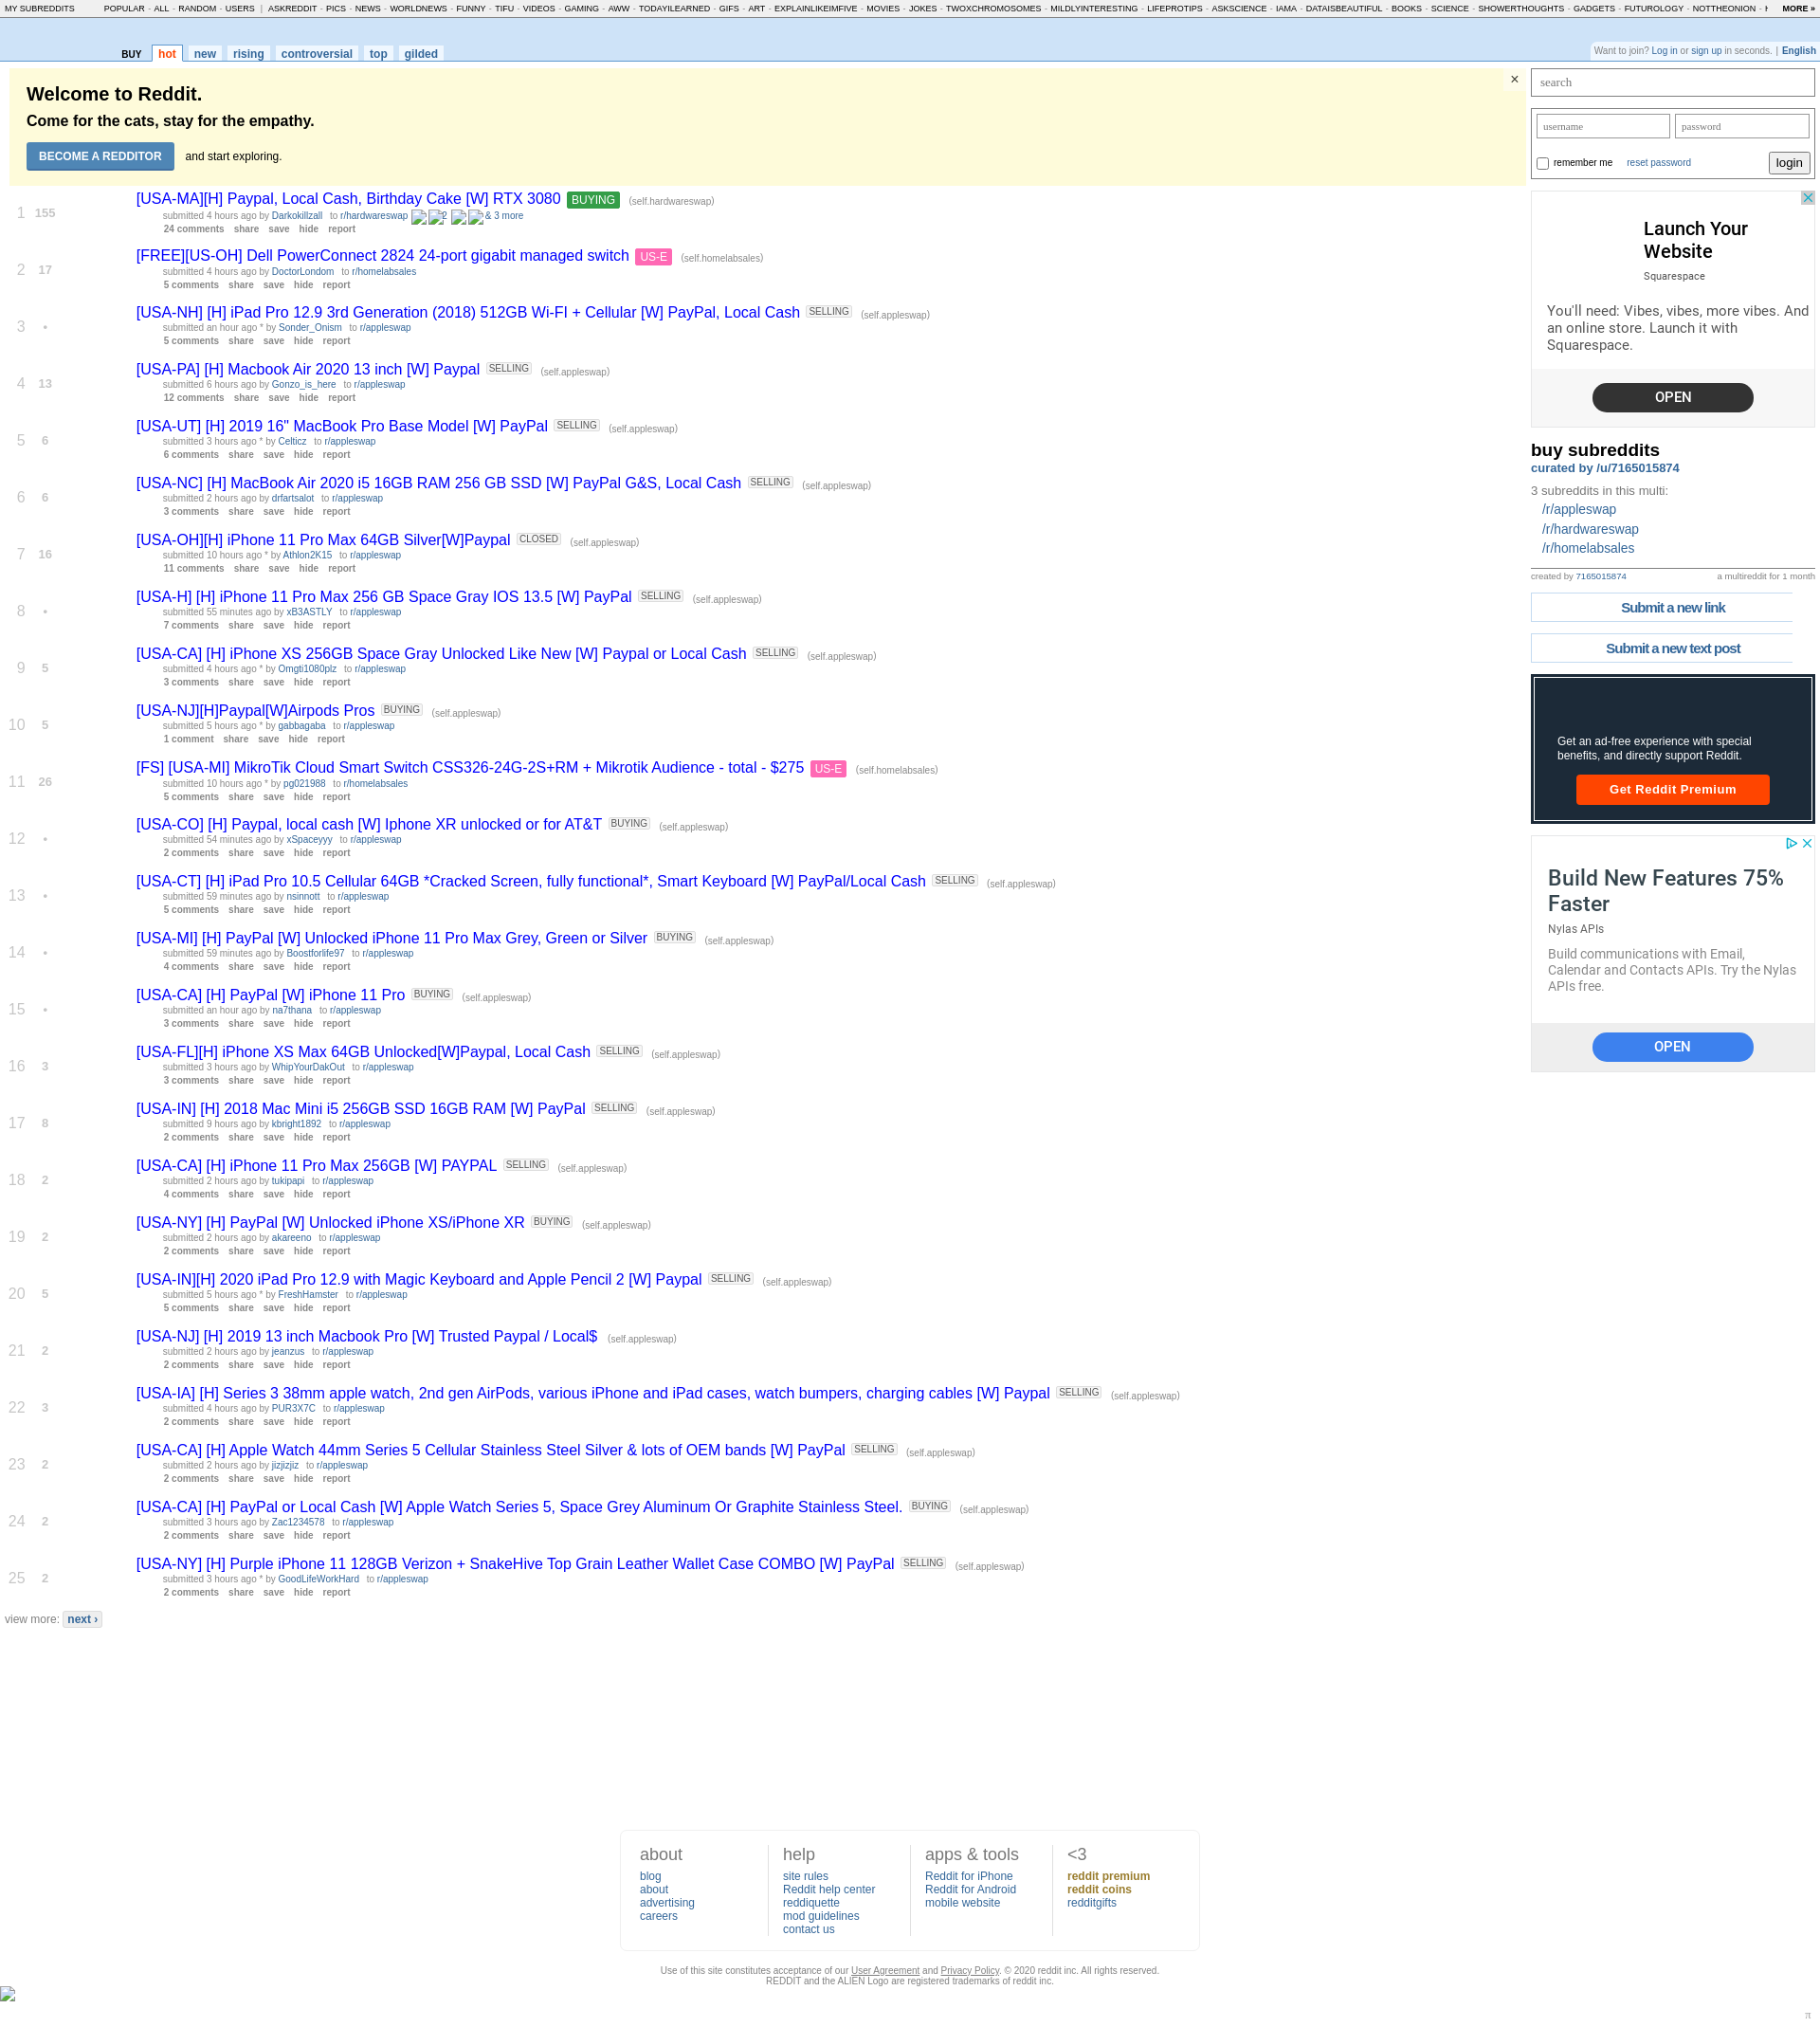 MY SUBREDDITS POPULAR - ALL - RANDOM - USERS | ASKREDDIT - PICS - NEWS - WORLDNEWS - FUNNY - TIFU - VIDEOS - GAMING - AWW - TODAYILEARNED - GIFS - ART - EXPLAINLIKEIMFIVE - MOVIES - JOKES - TWOXCHROMOSOMES - MILDLYINTERESTING - LIFEPROTIPS - ASKSCIENCE - IAMA - DATAISBEAUTIFUL - BOOKS - SCIENCE - SHOWERTHOUGHTS - GADGETS - FUTUROLOGY - NOTTHEONION - MORE »
BUY hot new rising controversial top gilded
Want to join? Log in or sign up in seconds. | English
Welcome to Reddit.
Come for the cats, stay for the empathy.
BECOME A REDDITOR and start exploring.
×
1 155 [USA-MA][H] Paypal, Local Cash, Birthday Cake [W] RTX 3080 BUYING (self.hardwareswap)
submitted 4 hours ago by Darkokillzall to r/hardwareswap 2 & 3 more
24 comments share save hide report
2 17 [FREE][US-OH] Dell PowerConnect 2824 24-port gigabit managed switch US-E (self.homelabsales)
submitted 4 hours ago by DoctorLondom to r/homelabsales
5 comments share save hide report
3 • [USA-NH] [H] iPad Pro 12.9 3rd Generation (2018) 512GB Wi-FI + Cellular [W] PayPal, Local Cash SELLING (self.appleswap)
submitted an hour ago * by Sonder_Onism to r/appleswap
5 comments share save hide report
4 13 [USA-PA] [H] Macbook Air 2020 13 inch [W] Paypal SELLING (self.appleswap)
submitted 6 hours ago by Gonzo_is_here to r/appleswap
12 comments share save hide report
5 6 [USA-UT] [H] 2019 16" MacBook Pro Base Model [W] PayPal SELLING (self.appleswap)
submitted 3 hours ago * by Celticz to r/appleswap
6 comments share save hide report
6 6 [USA-NC] [H] MacBook Air 2020 i5 16GB RAM 256 GB SSD [W] PayPal G&S, Local Cash SELLING (self.appleswap)
submitted 2 hours ago by drfartsalot to r/appleswap
3 comments share save hide report
7 16 [USA-OH][H] iPhone 11 Pro Max 64GB Silver[W]Paypal CLOSED (self.appleswap)
submitted 10 hours ago * by Athlon2K15 to r/appleswap
11 comments share save hide report
8 • [USA-H] [H] iPhone 11 Pro Max 256 GB Space Gray IOS 13.5 [W] PayPal SELLING (self.appleswap)
submitted 55 minutes ago by xB3ASTLY to r/appleswap
7 comments share save hide report
9 5 [USA-CA] [H] iPhone XS 256GB Space Gray Unlocked Like New [W] Paypal or Local Cash SELLING (self.appleswap)
submitted 4 hours ago * by Omgti1080plz to r/appleswap
3 comments share save hide report
10 5 [USA-NJ][H]Paypal[W]Airpods Pros BUYING (self.appleswap)
submitted 5 hours ago * by gabbagaba to r/appleswap
1 comment share save hide report
11 26 [FS] [USA-MI] MikroTik Cloud Smart Switch CSS326-24G-2S+RM + Mikrotik Audience - total - $275 US-E (self.homelabsales)
submitted 10 hours ago * by pg021988 to r/homelabsales
5 comments share save hide report
12 • [USA-CO] [H] Paypal, local cash [W] Iphone XR unlocked or for AT&T BUYING (self.appleswap)
submitted 54 minutes ago by xSpaceyyy to r/appleswap
2 comments share save hide report
13 • [USA-CT] [H] iPad Pro 10.5 Cellular 64GB *Cracked Screen, fully functional*, Smart Keyboard [W] PayPal/Local Cash SELLING (self.appleswap)
submitted 59 minutes ago by nsinnott to r/appleswap
5 comments share save hide report
14 • [USA-MI] [H] PayPal [W] Unlocked iPhone 11 Pro Max Grey, Green or Silver BUYING (self.appleswap)
submitted 59 minutes ago by Boostforlife97 to r/appleswap
4 comments share save hide report
15 • [USA-CA] [H] PayPal [W] iPhone 11 Pro BUYING (self.appleswap)
submitted an hour ago by na7thana to r/appleswap
3 comments share save hide report
16 3 [USA-FL][H] iPhone XS Max 64GB Unlocked[W]Paypal, Local Cash SELLING (self.appleswap)
submitted 3 hours ago by WhipYourDakOut to r/appleswap
3 comments share save hide report
17 8 [USA-IN] [H] 2018 Mac Mini i5 256GB SSD 16GB RAM [W] PayPal SELLING (self.appleswap)
submitted 9 hours ago by kbright1892 to r/appleswap
2 comments share save hide report
18 2 [USA-CA] [H] iPhone 11 Pro Max 256GB [W] PAYPAL SELLING (self.appleswap)
submitted 2 hours ago by tukipapi to r/appleswap
4 comments share save hide report
19 2 [USA-NY] [H] PayPal [W] Unlocked iPhone XS/iPhone XR BUYING (self.appleswap)
submitted 2 hours ago by akareeno to r/appleswap
2 comments share save hide report
20 5 [USA-IN][H] 2020 iPad Pro 12.9 with Magic Keyboard and Apple Pencil 2 [W] Paypal SELLING (self.appleswap)
submitted 5 hours ago * by FreshHamster to r/appleswap
5 comments share save hide report
21 2 [USA-NJ] [H] 2019 13 inch Macbook Pro [W] Trusted Paypal / Local$ (self.appleswap)
submitted 2 hours ago by jeanzus to r/appleswap
2 comments share save hide report
22 3 [USA-IA] [H] Series 3 38mm apple watch, 2nd gen AirPods, various iPhone and iPad cases, watch bumpers, charging cables [W] Paypal SELLING (self.appleswap)
submitted 4 hours ago by PUR3X7C to r/appleswap
2 comments share save hide report
23 2 [USA-CA] [H] Apple Watch 44mm Series 5 Cellular Stainless Steel Silver & lots of OEM bands [W] PayPal SELLING (self.appleswap)
submitted 2 hours ago by jizjizjiz to r/appleswap
2 comments share save hide report
24 2 [USA-CA] [H] PayPal or Local Cash [W] Apple Watch Series 5, Space Grey Aluminum Or Graphite Stainless Steel. BUYING (self.appleswap)
submitted 3 hours ago by Zac1234578 to r/appleswap
2 comments share save hide report
25 2 [USA-NY] [H] Purple iPhone 11 128GB Verizon + SnakeHive Top Grain Leather Wallet Case COMBO [W] PayPal SELLING (self.appleswap)
submitted 3 hours ago * by GoodLifeWorkHard to r/appleswap
2 comments share save hide report
view more: next ›
search
username password
remember me reset password login
Launch Your
Website
Squarespace
You'll need: Vibes, vibes, more vibes. And
an online store. Launch it with
Squarespace.
OPEN
buy subreddits
curated by /u/7165015874
3 subreddits in this multi:
/r/appleswap
/r/hardwareswap
/r/homelabsales
created by 7165015874 a multireddit for 1 month
Submit a new link
Submit a new text post
Get an ad-free experience with special
benefits, and directly support Reddit.
Get Reddit Premium
Build New Features 75%
Faster
Nylas APIs
Build communications with Email,
Calendar and Contacts APIs. Try the Nylas
APIs free.
OPEN
about
blog
about
advertising
careers
help
site rules
Reddit help center
reddiquette
mod guidelines
contact us
apps & tools
Reddit for iPhone
Reddit for Android
mobile website
<3
reddit premium
reddit coins
redditgifts
Use of this site constitutes acceptance of our User Agreement and Privacy Policy. © 2020 reddit inc. All rights reserved.
REDDIT and the ALIEN Logo are registered trademarks of reddit inc.
π